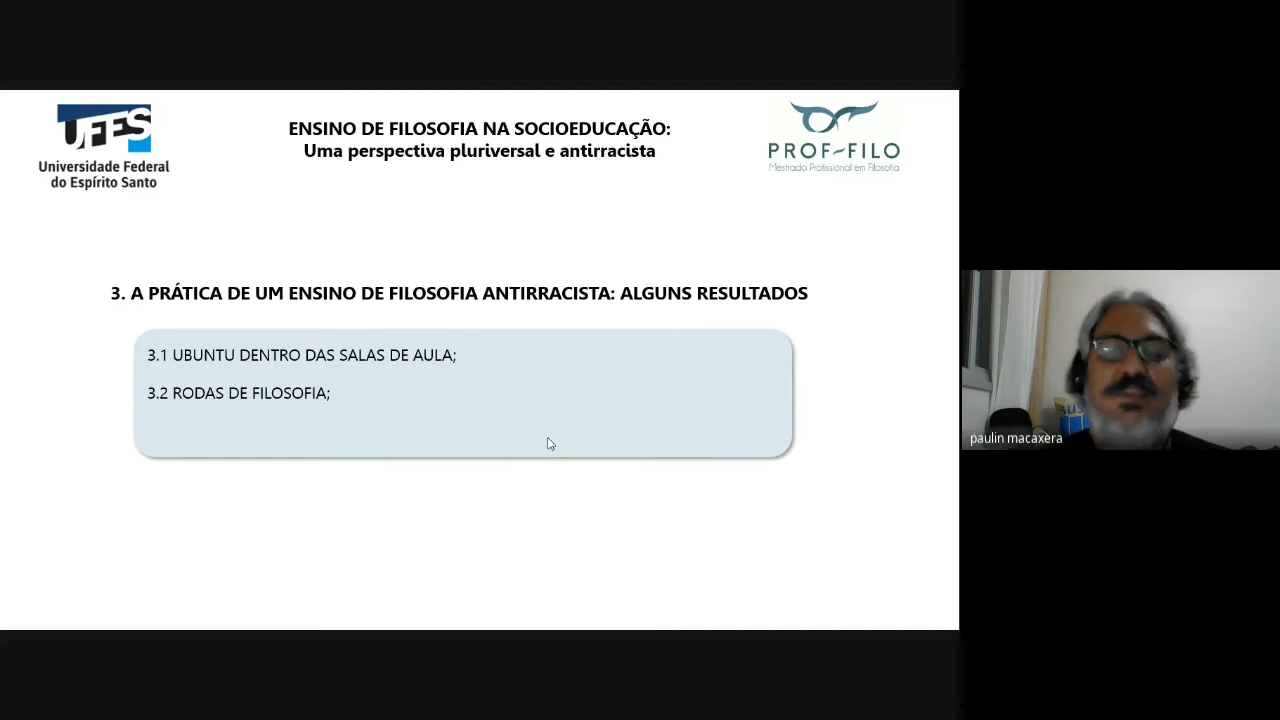 UFES
Universidade Federal
do Espírito Santo
ENSINO DE FILOSOFIA NA SOCIOEDUCAÇÃO:
Uma perspectiva pluriversal e antirracista
PROF-FILO
Mestrado Profissional em Filosofia
3. A PRÁTICA DE UM ENSINO DE FILOSOFIA ANTIRRACISTA: ALGUNS RESULTADOS
3.1 UBUNTU DENTRO DAS SALAS DE AULA;
3.2 RODAS DE FILOSOFIA;
paulin macaxera